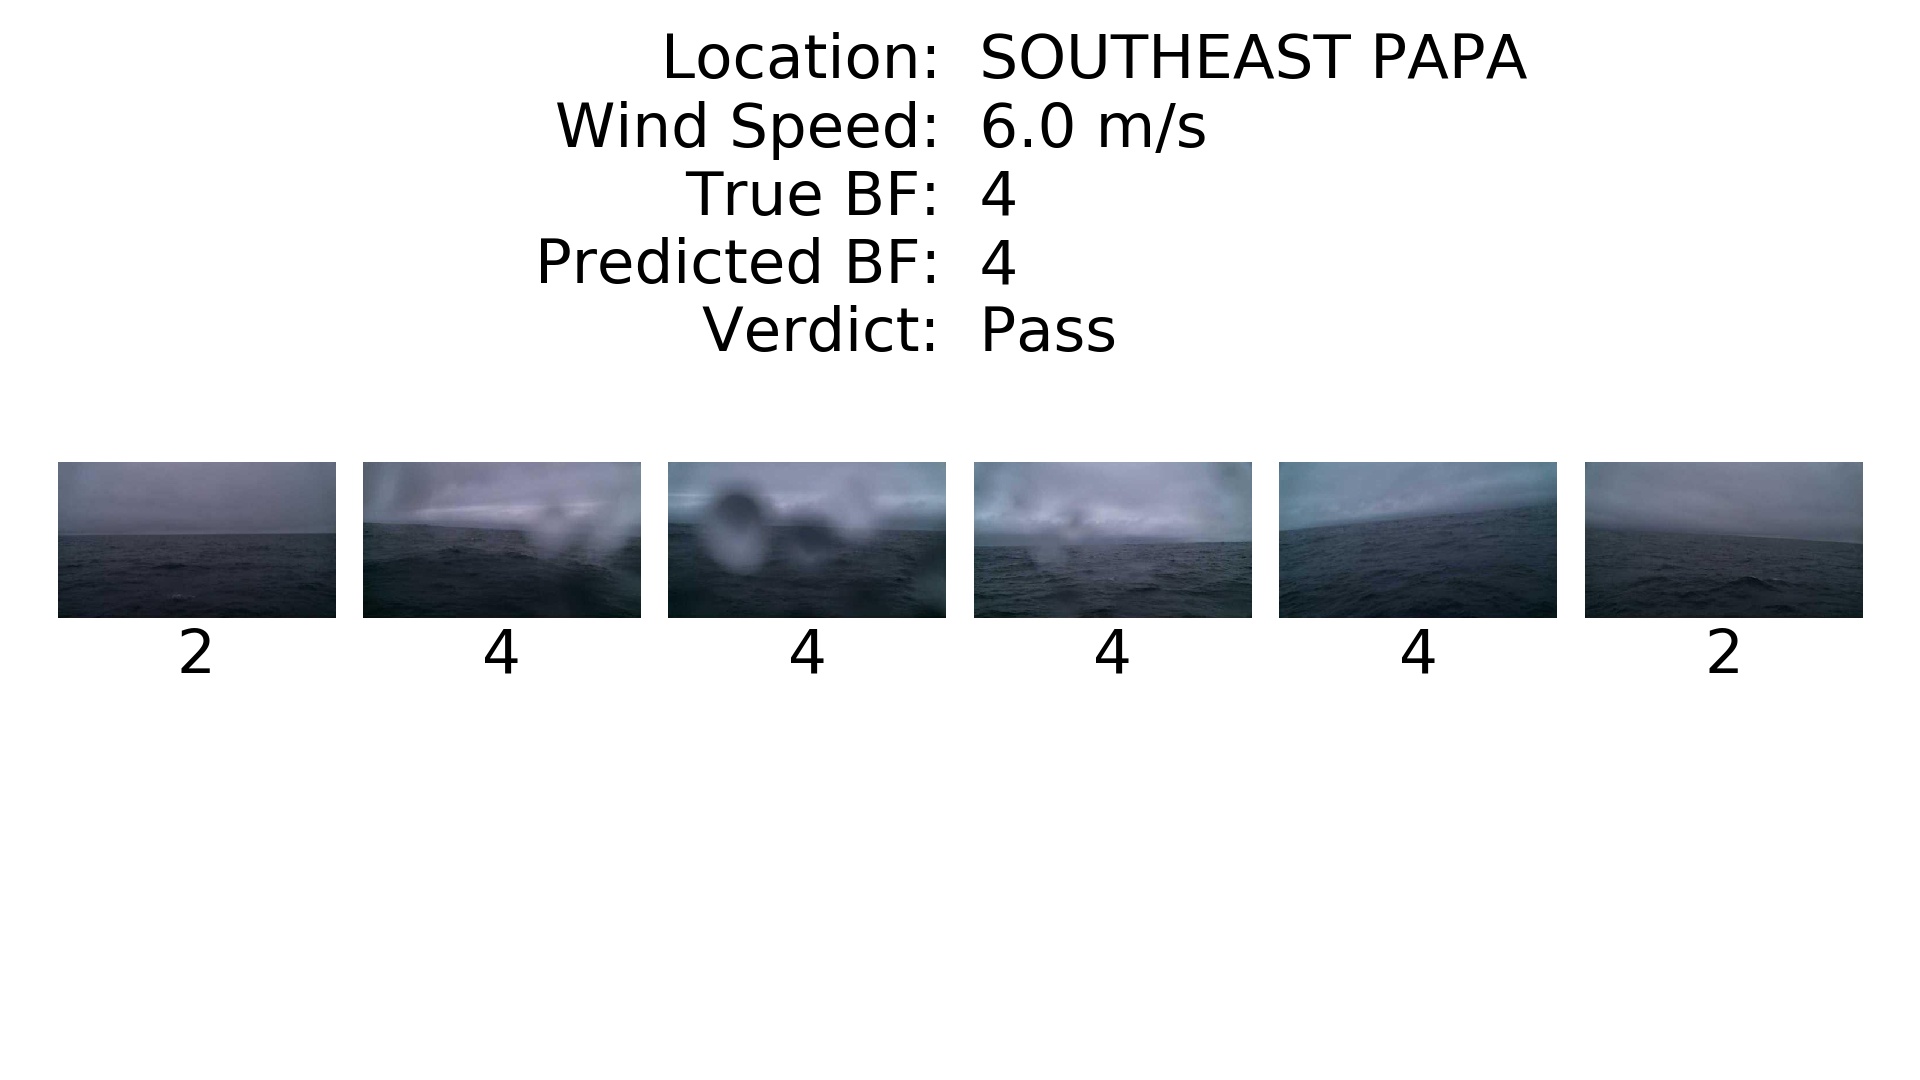 Location: SOUTHEAST PAPA
Wind Speed: 6.0 m/s
True BF: 4
Predicted BF: 4
Verdict: Pass
2 4 4 4 4 2